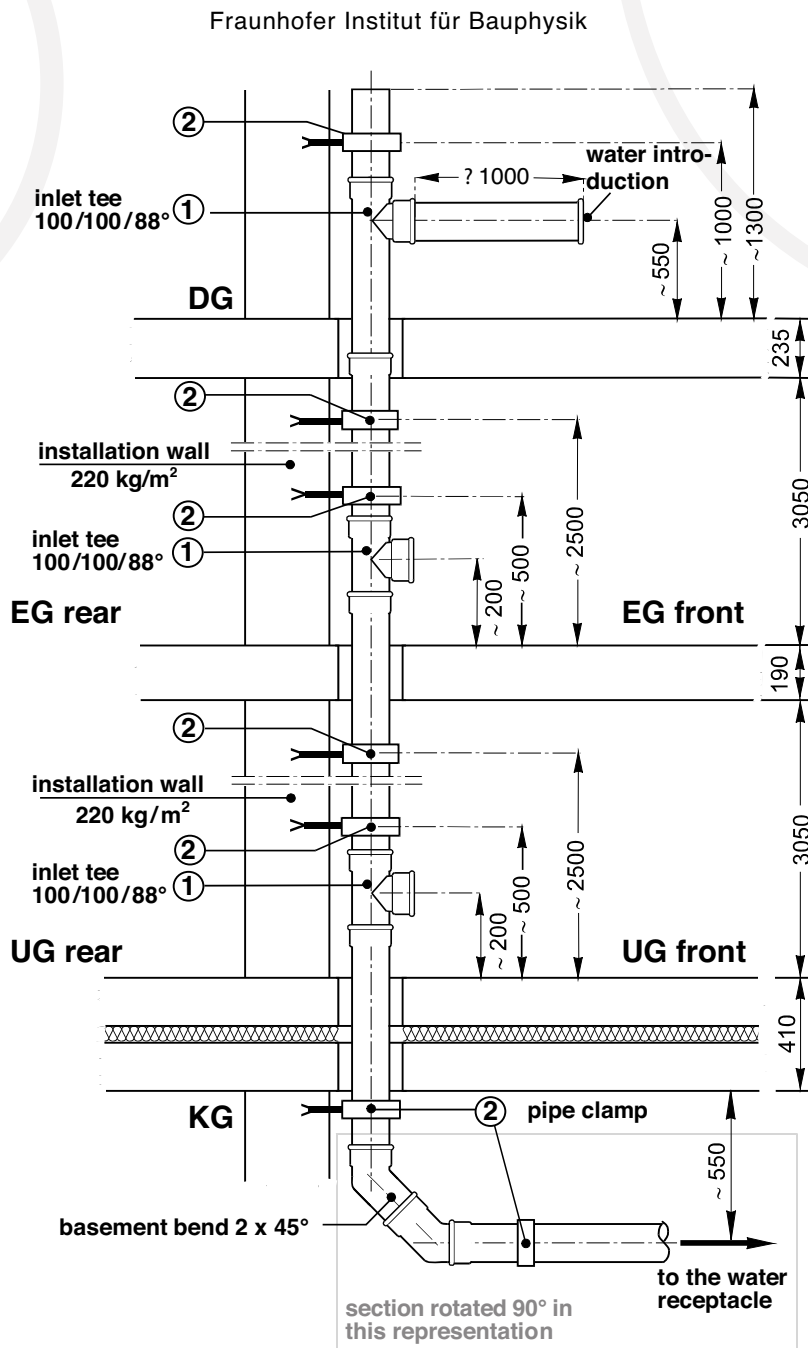 Fraunhofer Institut für Bauphysik
2
water intro-
duction
? 1000
inlet tee
100/100/88°
1
~ 550
~ 1000
~ 1300
DG
235
2
installation wall
220 kg/m²
2
inlet tee
100/100/88°
1
~ 200
~ 500
~ 2500
3050
EG rear
EG front
190
2
installation wall
220 kg/m²
2
inlet tee
100/100/88°
1
~ 200
~ 500
~ 2500
3050
UG rear
UG front
410
KG
2
pipe clamp
~ 550
basement bend 2 x 45°
to the water
receptacle
section rotated 90° in
this representation